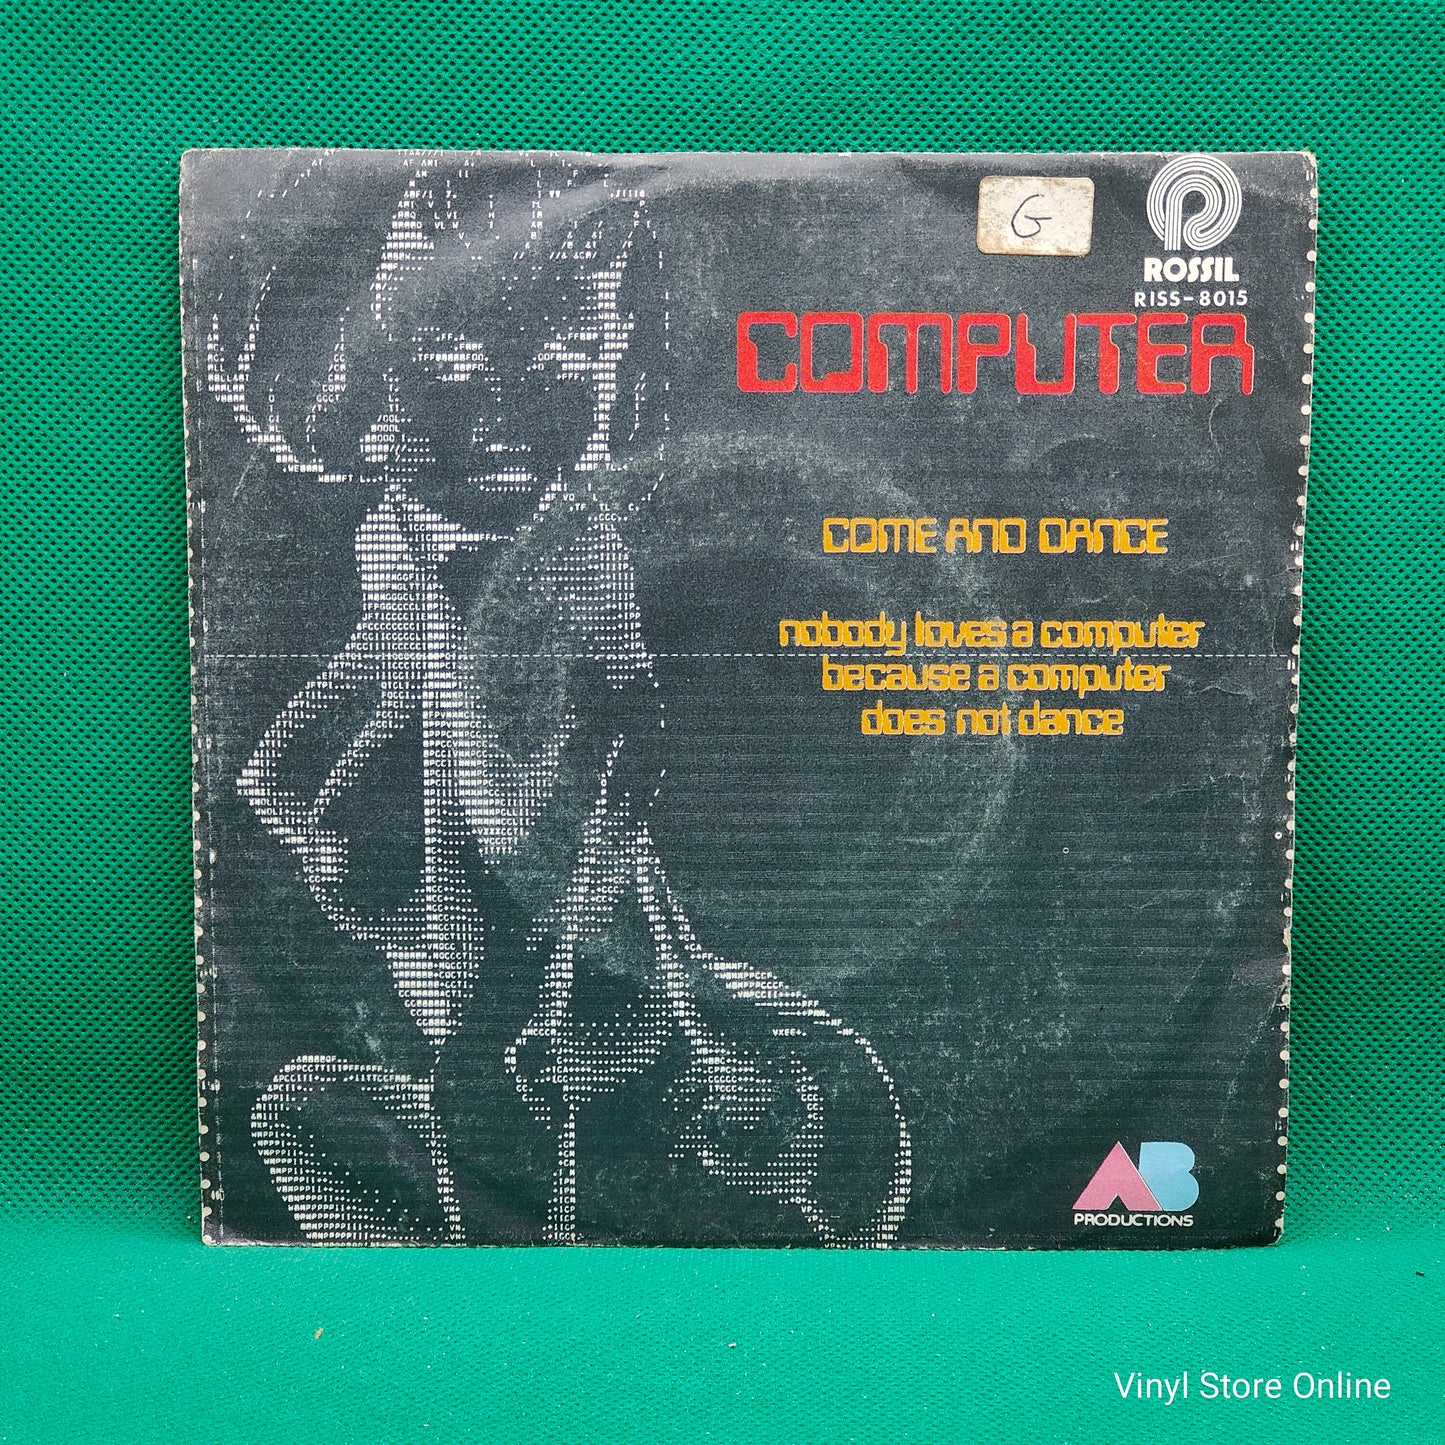 G
ROSSIL
RISS-8015
COMPUTER
COME AND DANCE
nobody loves a computer
because a computer
does not dance
AB
PRODUCTIONS
Vinyl Store Online